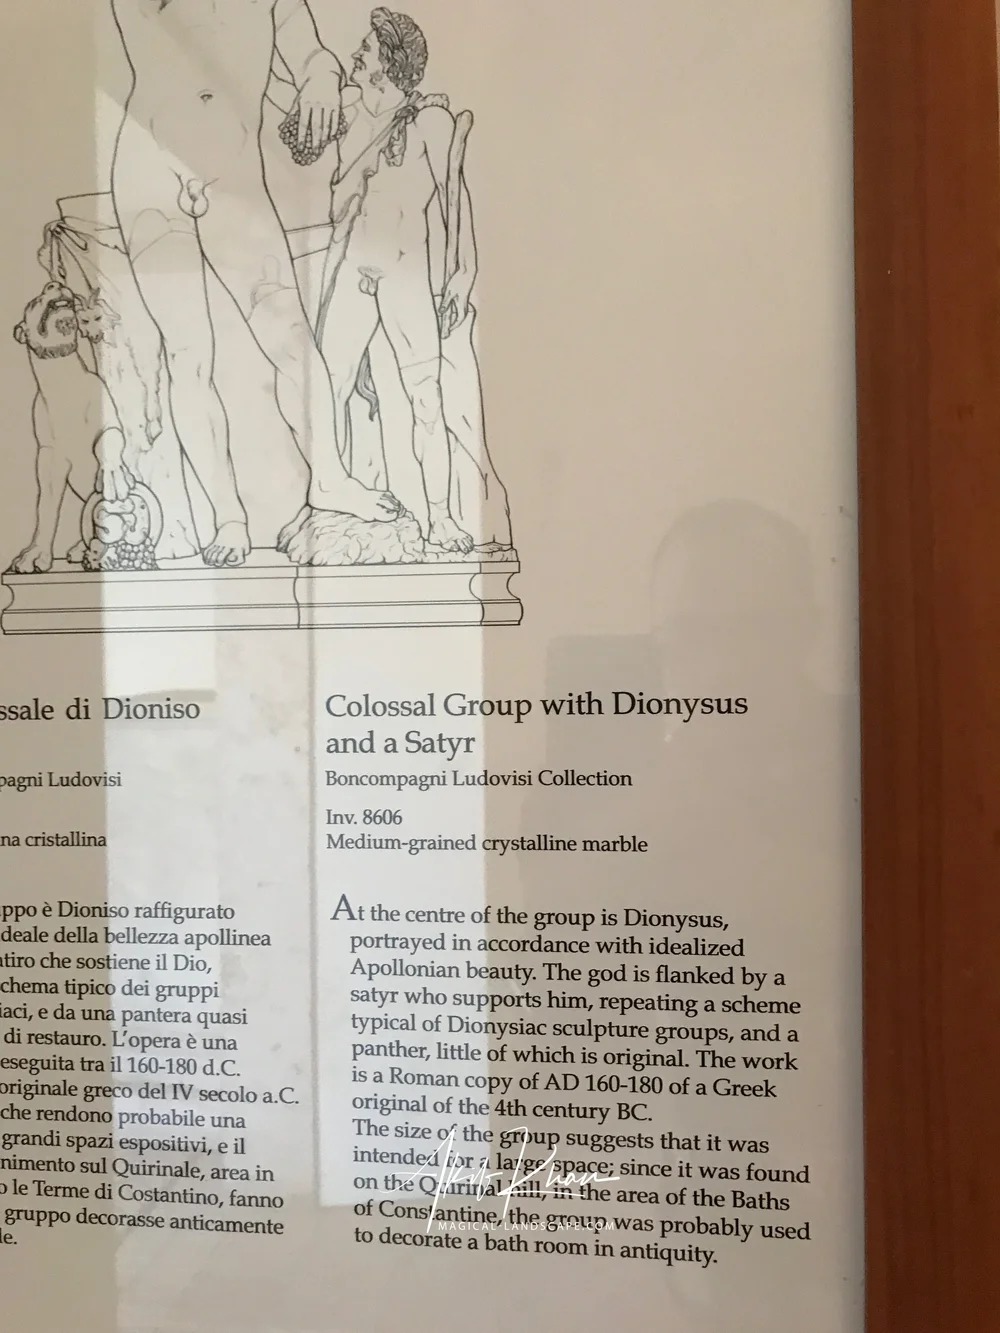 ssale di Dioniso
pagni Ludovisi
na cristallina
ppo è Dioniso raffigurato
deale della bellezza apollinea
atiro che sostiene il Dio,
chema tipico dei gruppi
iaci, e da una pantera quasi
di restauro. L'opera è una
eseguita tra il 160-180 d.C.
originale greco del IV secolo a.C.
che rendono probabile una
grandi spazi espositivi, e il
nimento sul Quirinale, area in
o le Terme di Costantino, fanno
gruppo decorasse anticamente
le.
Colossal Group with Dionysus
and a Satyr
Boncompagni Ludovisi Collection
Inv. 8606
Medium-grained crystalline marble
At the centre of the group is Dionysus,
portrayed in accordance with idealized
Apollonian beauty. The god is flanked by a
satyr who supports him, repeating a scheme
typical of Dionysiac sculpture groups, and a
panther, little of which is original. The work
is a Roman copy of AD 160-180 of a Greek
original of the 4th century BC.
The size of the group suggests that it was
intended for a large space; since it was found
on the Quirinal hill, in the area of the Baths
of Constantine, the group was probably used
to decorate a bath room in antiquity.
MAGICAL-LANDSCAPE.COM